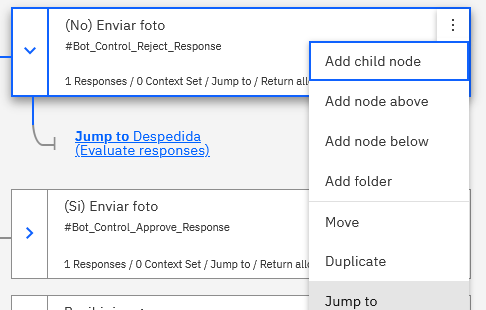 (No) Enviar foto
#Bot_Control_Reject_Response
1 Responses / 0 Context Set / Jump to / Return all
Add child node
Add node above
Add node below
Add folder
Move
Duplicate
Jump to
Jump to Despedida
(Evaluate responses)
(Si) Enviar foto
#Bot_Control_Approve_Response
1 Responses / 0 Context Set / Jump to / Return all